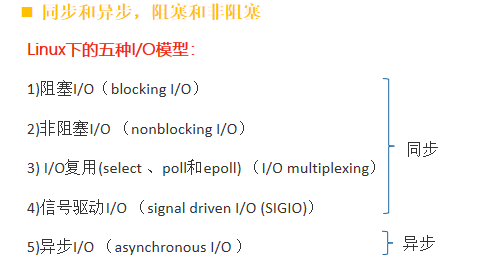 同步和异步，阻塞和非阻塞
Linux下的五种I/O模型：
1)阻塞I/O（blocking I/O）
2)非阻塞I/O （nonblocking I/O）
3) I/O复用(select 、poll和epoll) （I/O multiplexing）
4)信号驱动I/O （signal driven I/O (SIGIO)）
同步
5)异步I/O （asynchronous I/O ）
异步